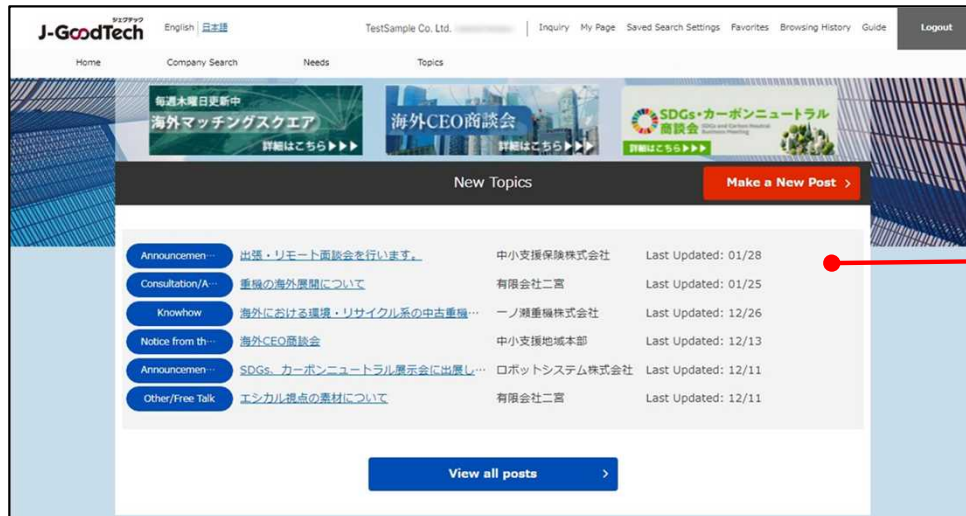 ジェグテック
J-GoodTech English 日本語 TestSample Co. Ltd. Inquiry My Page Saved Search Settings Favorites Browsing History Guide Logout
Home Company Search Needs Topics
毎週木曜日更新中
海外マッチングスクエア
詳細はこちら▶▶▶
海外CEO商談会
詳細はこちら▶▶▶
SDGs・カーボンニュートラル
商談会 SDGs and Carbon Neutral Business Meeting
詳細はこちら▶▶▶
New Topics Make a New Post >
Announcemen… 出張・リモート面談会を行います。 中小支援保険株式会社 Last Updated: 01/28
Consultation/A… 重機の海外展開について 有限会社二宮 Last Updated: 01/25
Knowhow 海外における環境・リサイクル系の中古重機… 一ノ瀬重機株式会社 Last Updated: 12/26
Notice from th… 海外CEO商談会 中小支援地域本部 Last Updated: 12/13
Announcemen… SDGs、カーボンニュートラル展示会に出展し… ロボットシステム株式会社 Last Updated: 12/11
Other/Free Talk エシカル視点の素材について 有限会社二宮 Last Updated: 12/11
View all posts >